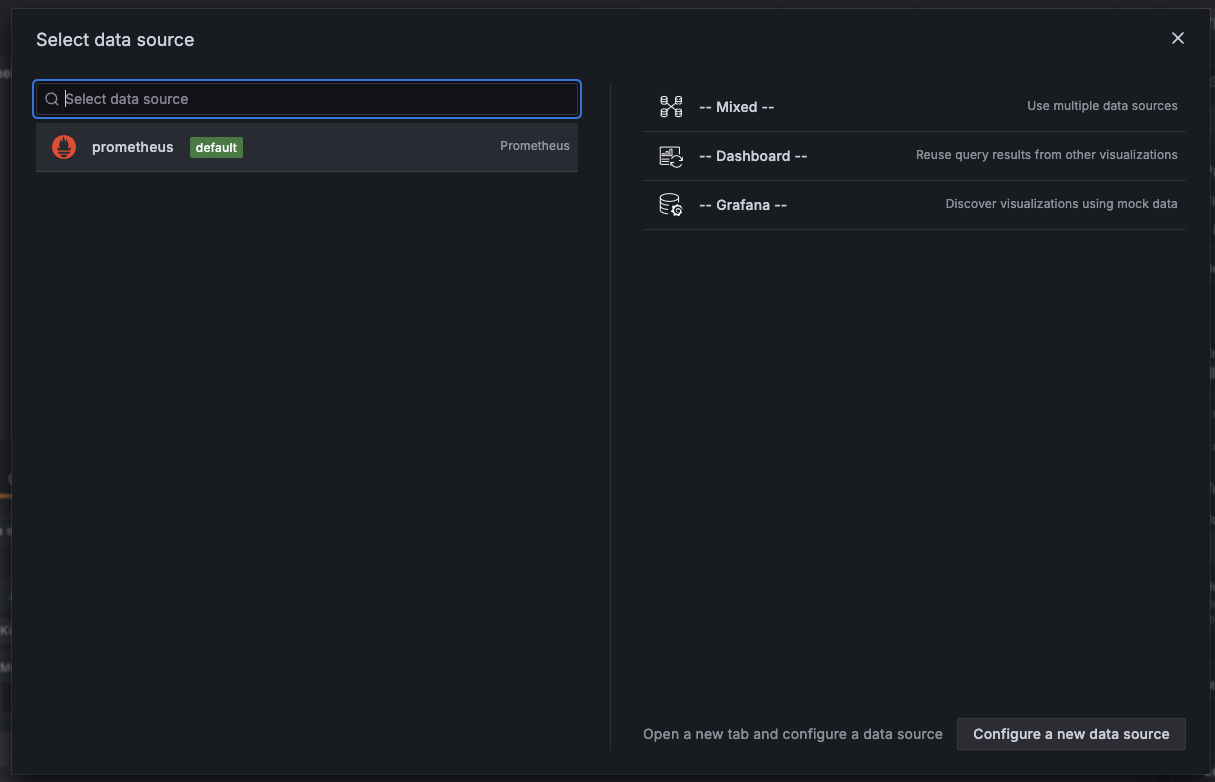 Select data source
Select data source
prometheus default Prometheus
-- Mixed -- Use multiple data sources
-- Dashboard -- Reuse query results from other visualizations
-- Grafana -- Discover visualizations using mock data
Open a new tab and configure a data source Configure a new data source